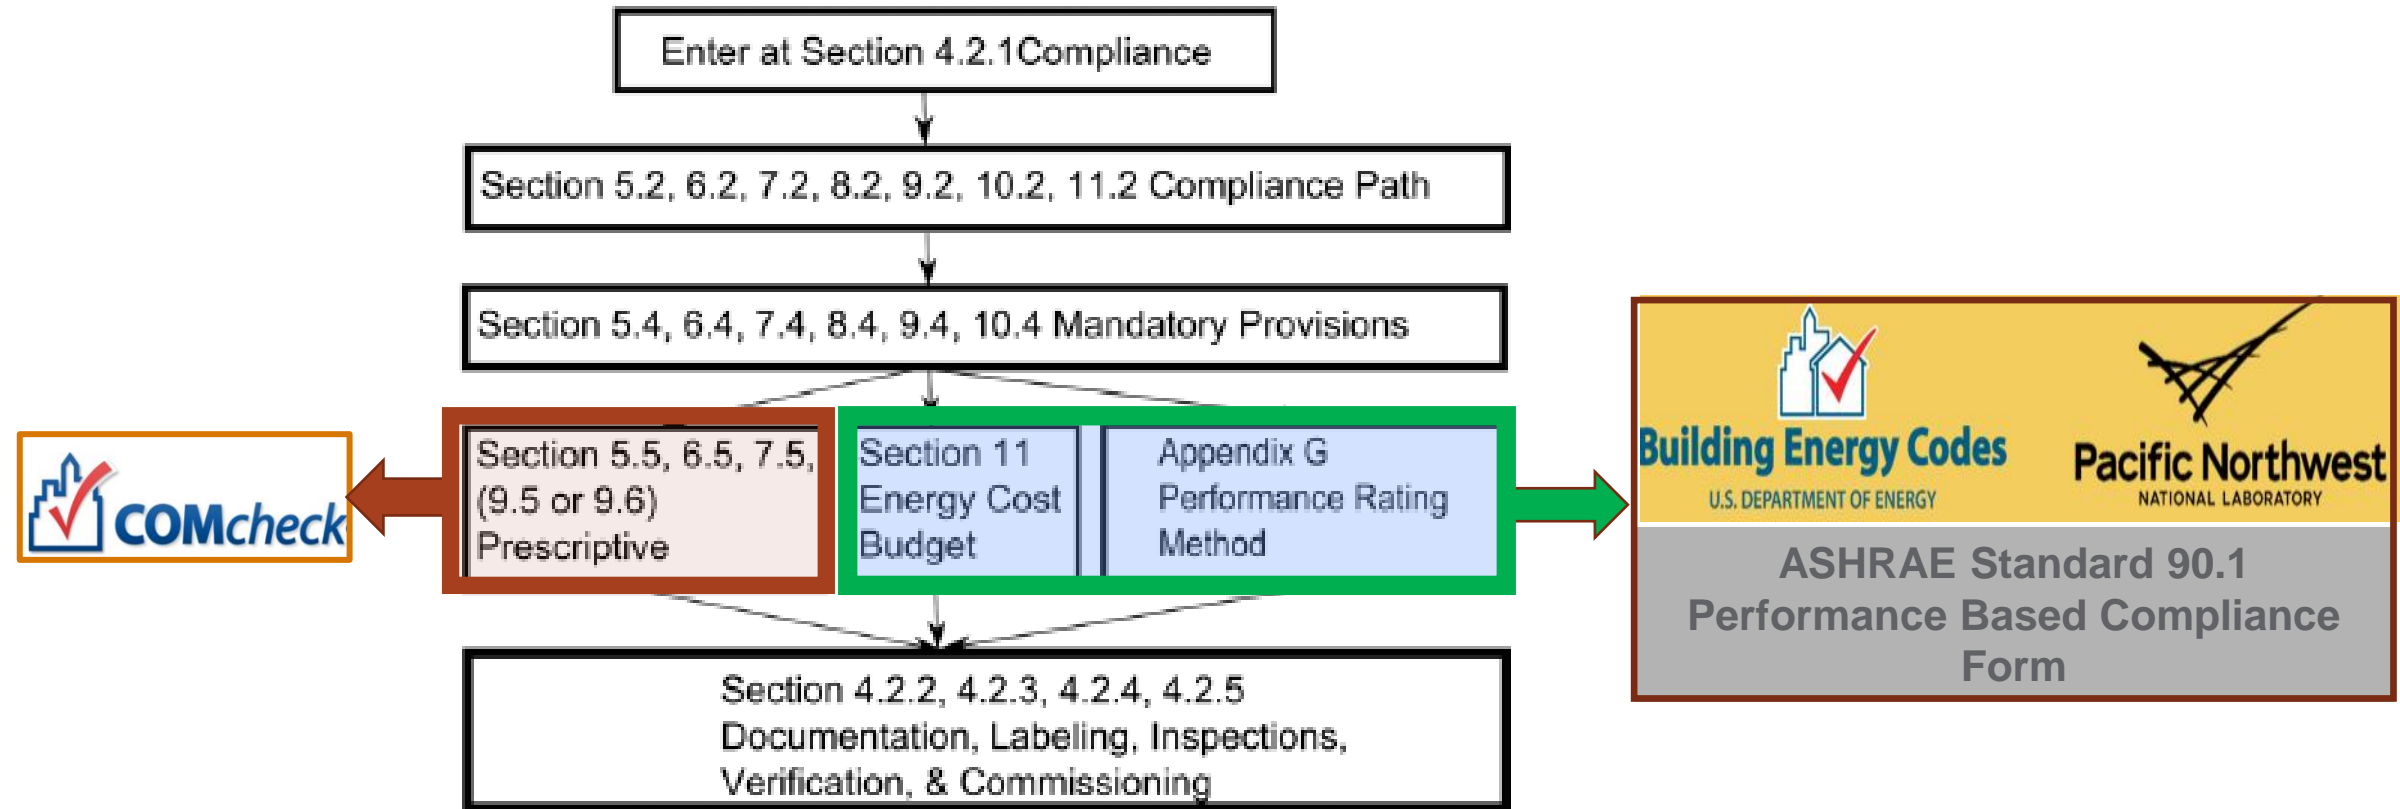 Enter at Section 4.2.1Compliance
Section 5.2, 6.2, 7.2, 8.2, 9.2, 10.2, 11.2 Compliance Path
Section 5.4, 6.4, 7.4, 8.4, 9.4, 10.4 Mandatory Provisions
COMcheck
Section 5.5, 6.5, 7.5,
(9.5 or 9.6)
Prescriptive
Section 11
Energy Cost
Budget
Appendix G
Performance Rating
Method
Building Energy Codes
U.S. DEPARTMENT OF ENERGY
Pacific Northwest
NATIONAL LABORATORY
ASHRAE Standard 90.1
Performance Based Compliance
Form
Section 4.2.2, 4.2.3, 4.2.4, 4.2.5
Documentation, Labeling, Inspections,
Verification, & Commissioning